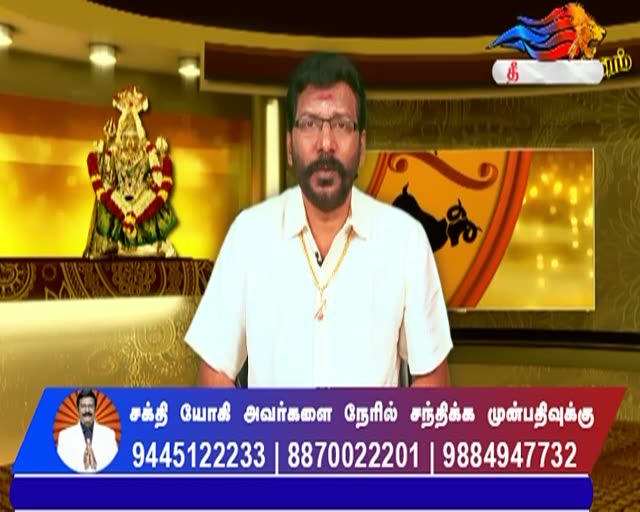 தீ
சக்தி யோகி அவர்களை நேரில் சந்திக்க முன்பதிவுக்கு
9445122233 | 8870022201 | 9884947732